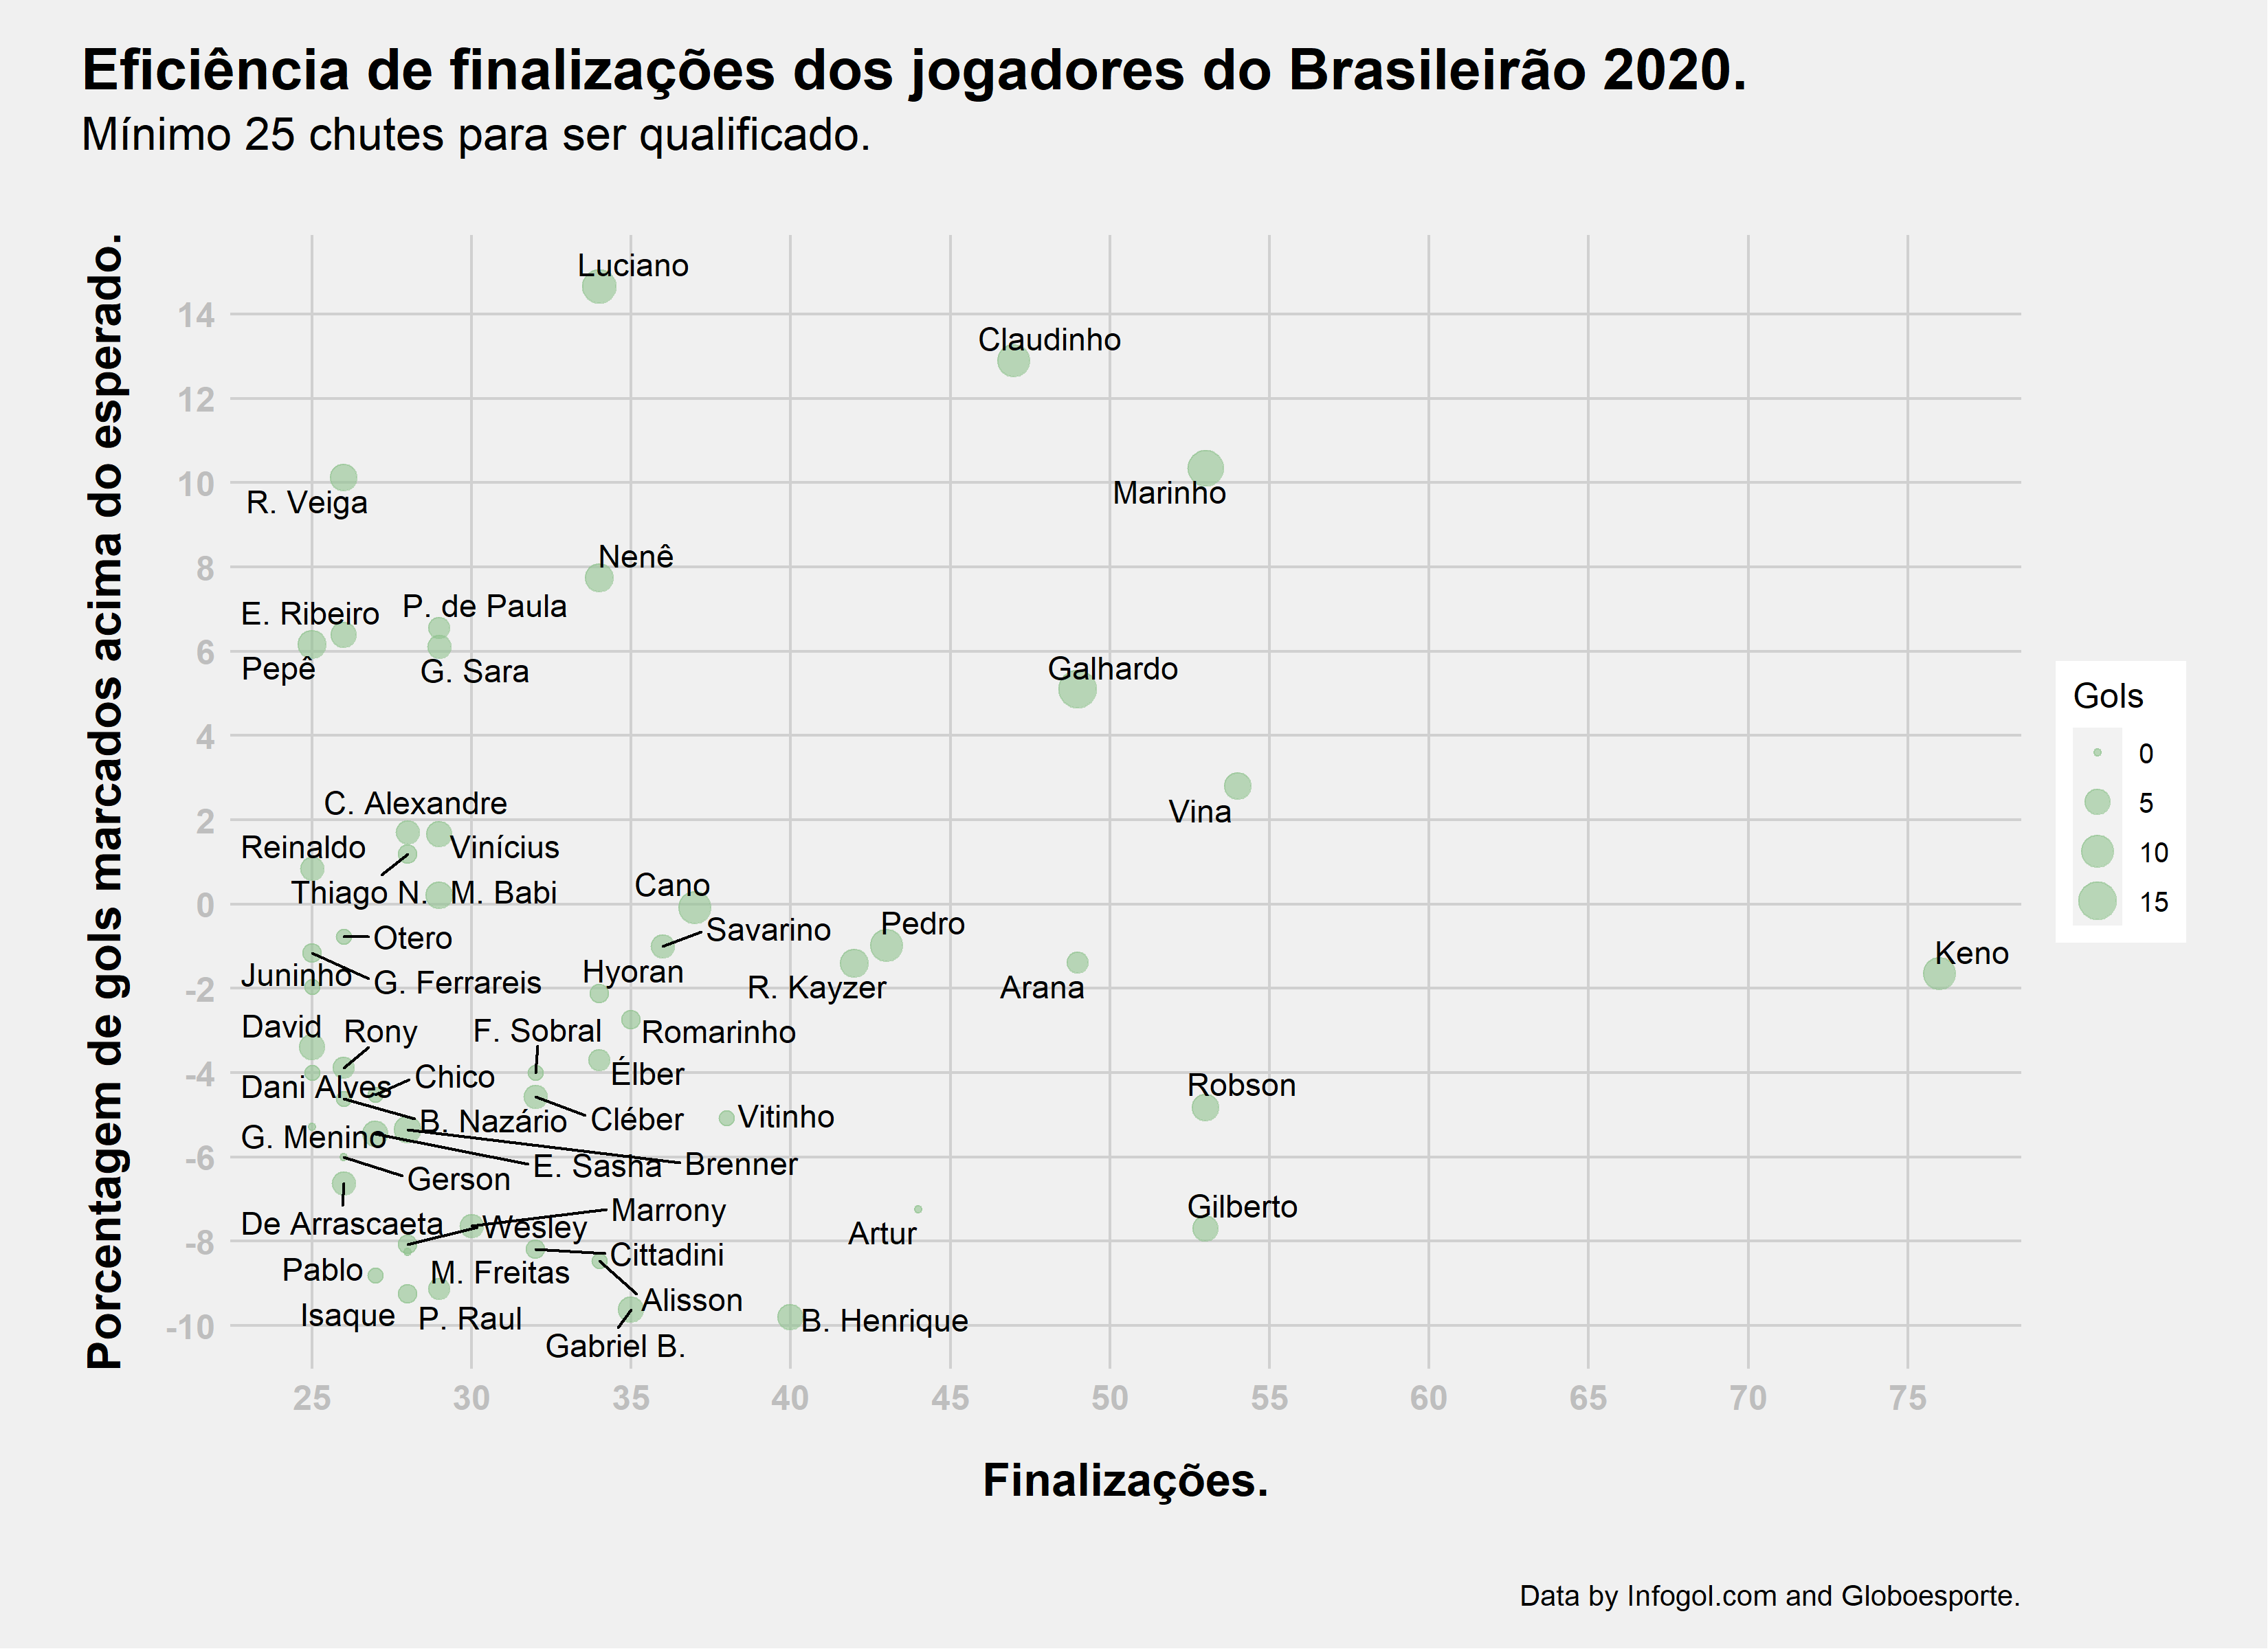 Eficiência de finalizações dos jogadores do Brasileirão 2020.
Mínimo 25 chutes para ser qualificado.
Porcentagem de gols marcados acima do esperado.
14
12
10
8
6
4
2
0
-2
-4
-6
-8
-10
Luciano
Claudinho
R. Veiga
Marinho
Nenê
E. Ribeiro
P. de Paula
Pepê
G. Sara
Galhardo
C. Alexandre
Vina
Reinaldo
Vinícius
Thiago N.
M. Babi
Cano
Otero
Savarino
Pedro
Keno
Juninho
G. Ferrareis
Hyoran
R. Kayzer
Arana
David
Rony
F. Sobral
Romarinho
Dani Alves
Chico
Élber
Robson
B. Nazário
Cléber
Vitinho
G. Menino
E. Sasha
Brenner
Gerson
De Arrascaeta
Wesley
Marrony
Artur
Gilberto
Pablo
M. Freitas
Cittadini
Isaque
P. Raul
Alisson
B. Henrique
Gabriel B.
25
30
35
40
45
50
55
60
65
70
75
Finalizações.
Gols
0
5
10
15
Data by Infogol.com and Globoesporte.